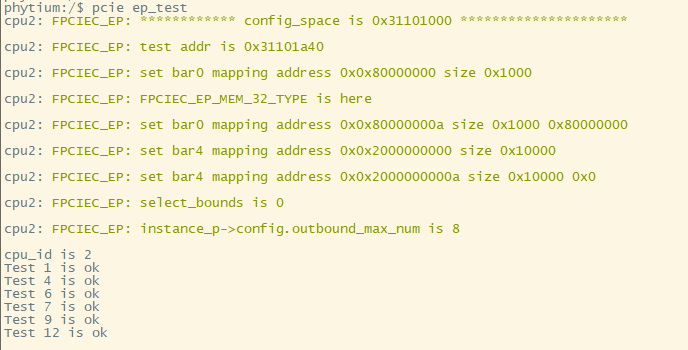 phytium:/$ pcie ep_test
cpu2: FPCIEC_EP: ************ config_space is 0x31101000 *********************
cpu2: FPCIEC_EP: test addr is 0x31101a40
cpu2: FPCIEC_EP: set bar0 mapping address 0x0x80000000 size 0x1000
cpu2: FPCIEC_EP: FPCIEC_EP_MEM_32_TYPE is here
cpu2: FPCIEC_EP: set bar0 mapping address 0x0x80000000a size 0x1000 0x80000000
cpu2: FPCIEC_EP: set bar4 mapping address 0x0x2000000000 size 0x10000
cpu2: FPCIEC_EP: set bar4 mapping address 0x0x2000000000a size 0x10000 0x0
cpu2: FPCIEC_EP: select_bounds is 0
cpu2: FPCIEC_EP: instance_p->config.outbound_max_num is 8
cpu_id is 2
Test 1 is ok
Test 4 is ok
Test 6 is ok
Test 7 is ok
Test 9 is ok
Test 12 is ok